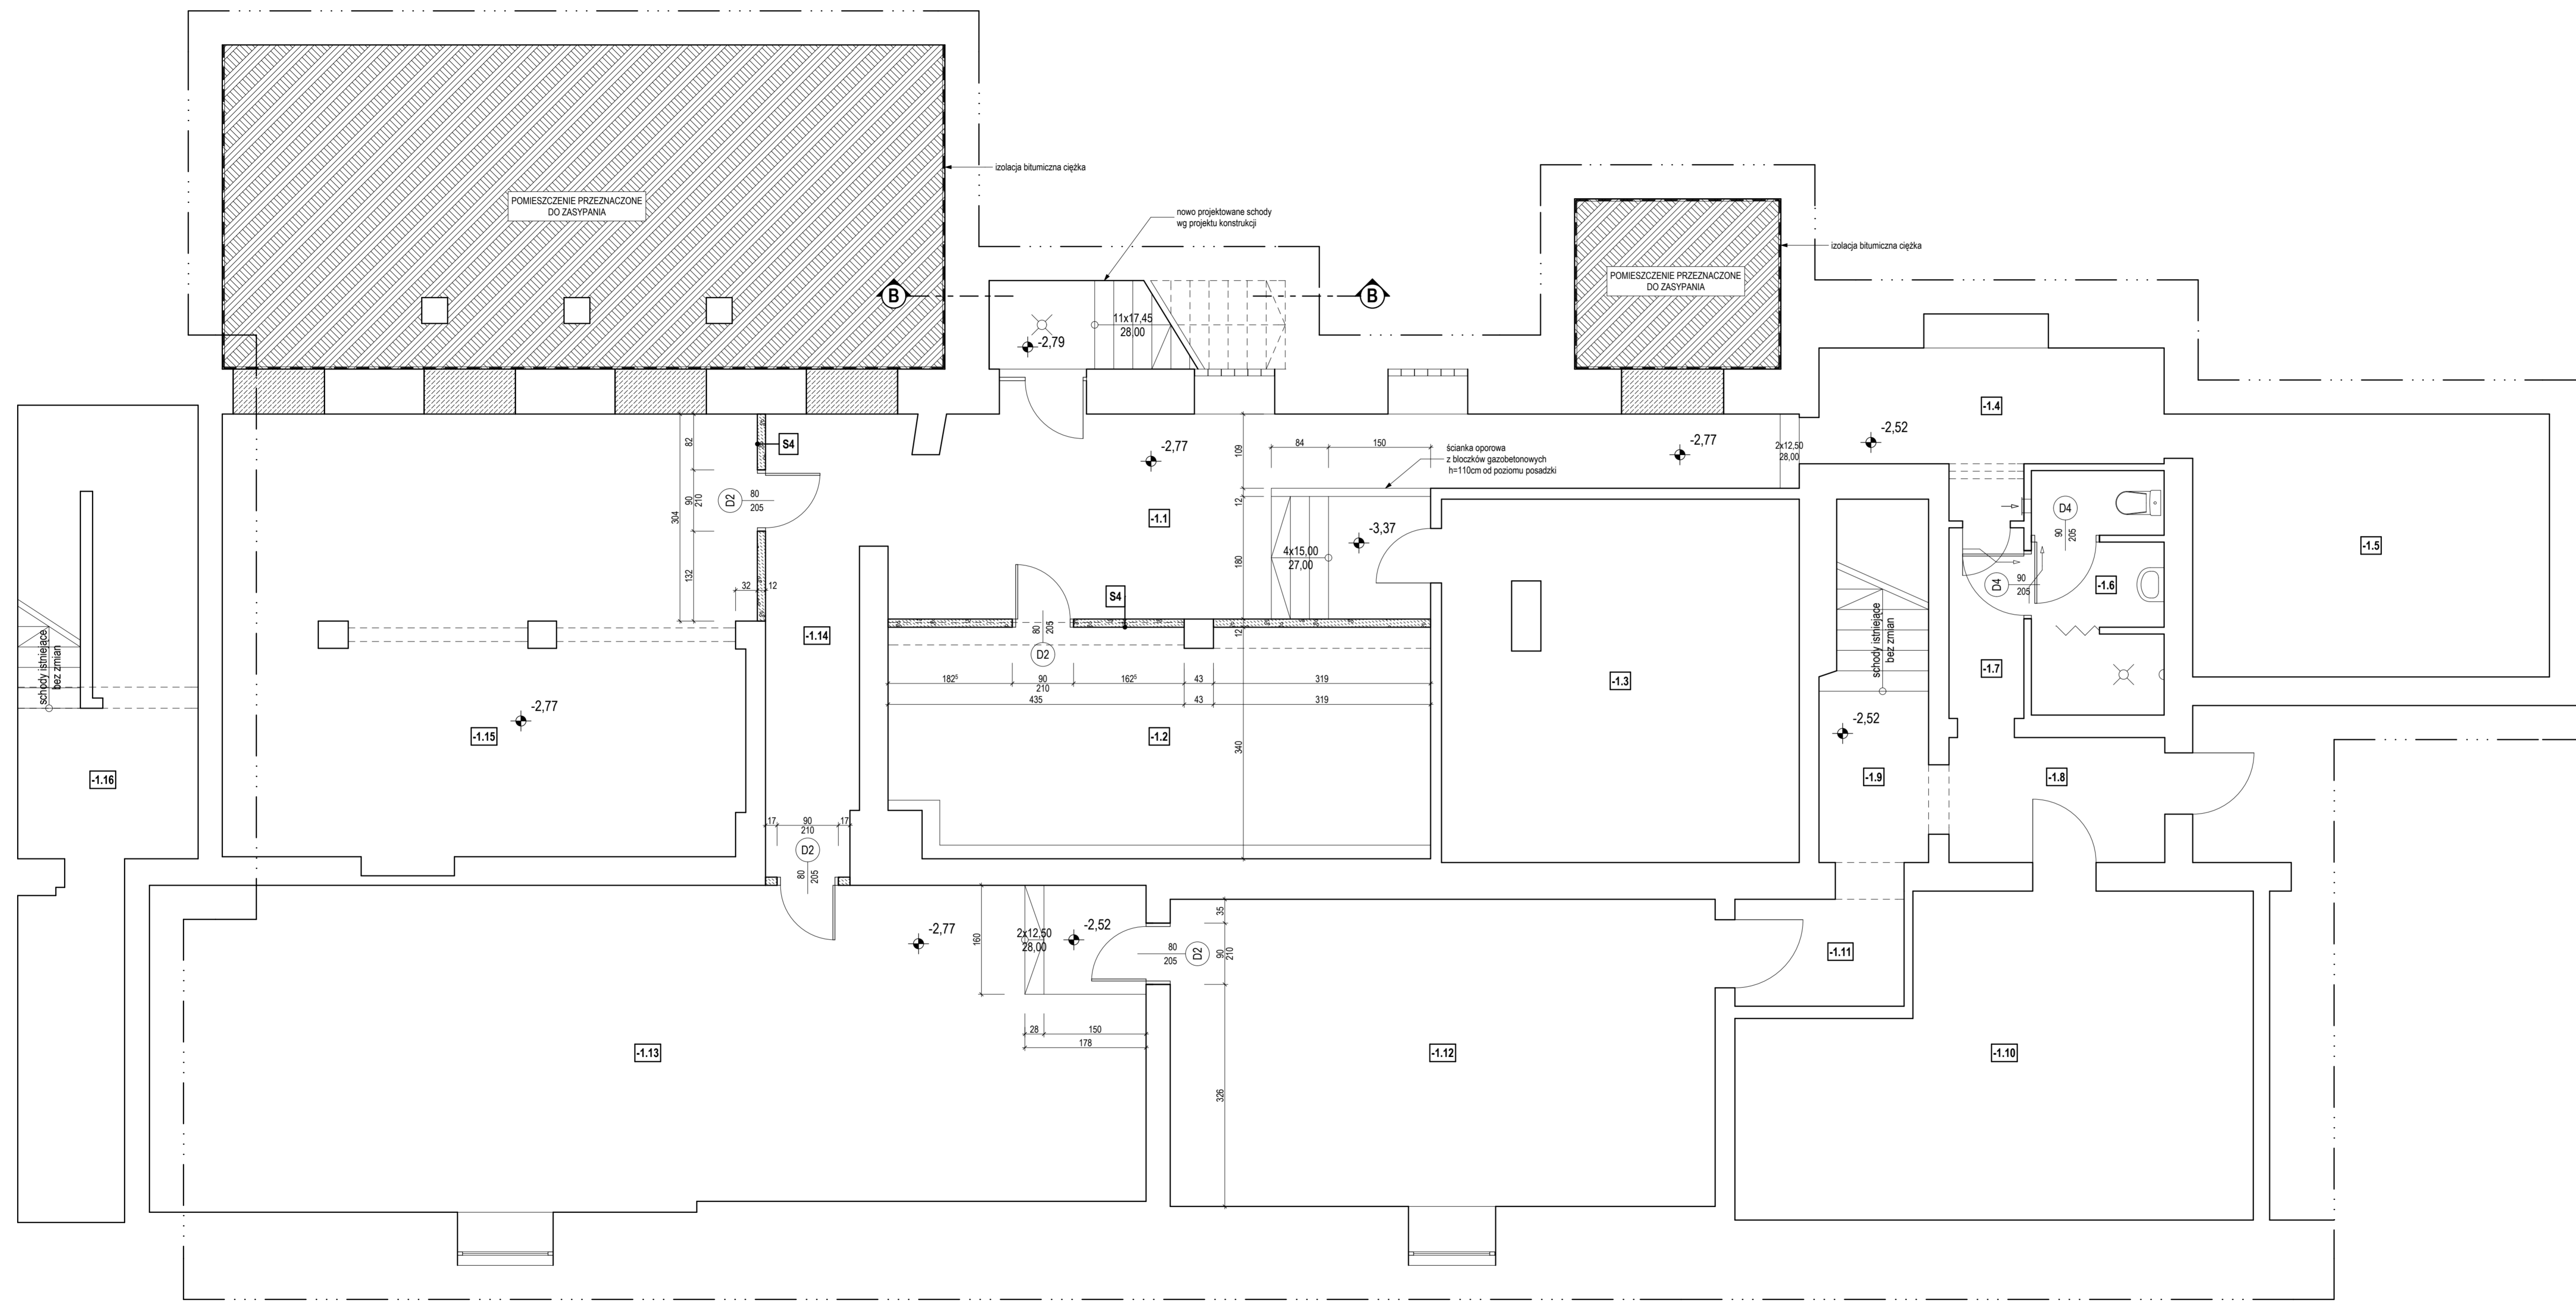 POMIESZCZENIE PRZEZNACZONE
DO ZASYPANIA
izolacja bitumiczna ciężka
nowo projektowane schody
wg projektu konstrukcji
B
B
11x17,45
28,00
-2,79
POMIESZCZENIE PRZEZNACZONE
DO ZASYPANIA
izolacja bitumiczna ciężka
-1.4
-2,52
2x12,50
28,00
-2,77
-2,77
84
150
109
ścianka oporowa
z bloczków gazobetonowych
h=110cm od poziomu posadzki
12
82
S4
D2
80
205
90
210
304
132
32
12
-1.1
-3,37
4x15,00
27,00
180
S4
12
80
205
D2
182⁵
90
210
162⁵
43
319
435
43
319
340
-1.2
-1.3
D4
90
205
D4
90
205
-1.6
-1.5
-1.7
schody istniejące
bez zmian
-2,52
-1.9
-1.8
schody istniejące
bez zmian
-1.16
-2,77
-1.15
-1.14
17
90
210
17
D2
80
205
-2,77
160
2x12,50
28,00
-2,52
28
150
178
80
205
D2
35
90
210
326
-1.11
-1.13
-1.12
-1.10